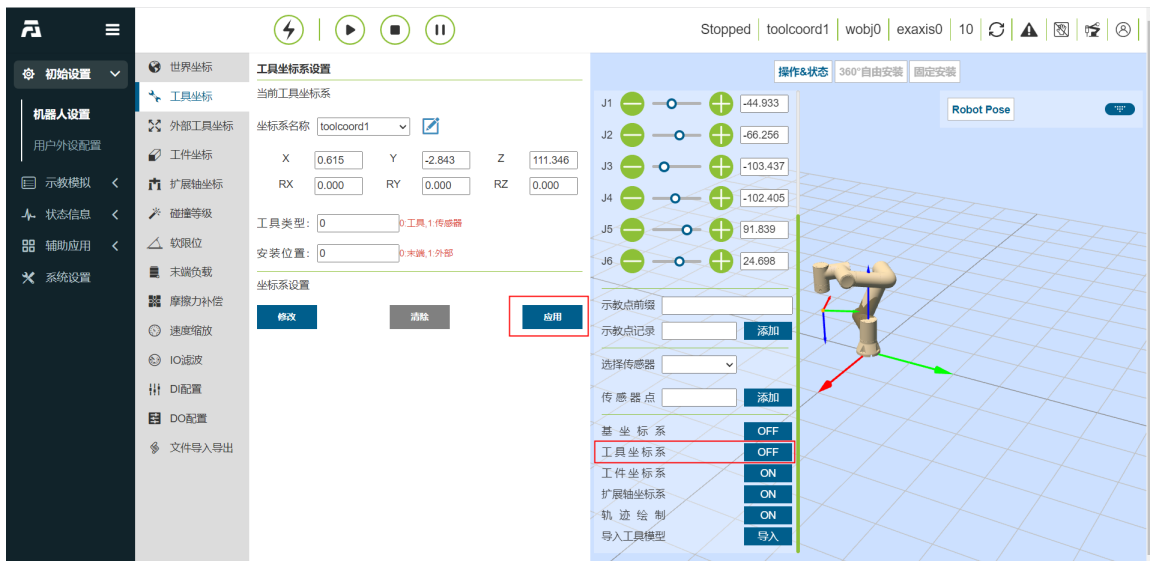 Stopped toolcoord1 wobj0 exaxis0 10
初始设置
机器人设置
用户外设配置
示教模拟
状态信息
辅助应用
系统设置
世界坐标
工具坐标
外部工具坐标
工件坐标
扩展轴坐标
碰撞等级
软限位
末端负载
摩擦力补偿
速度缩放
IO滤波
DI配置
DO配置
文件导入导出
工具坐标系设置
当前工具坐标系
坐标系名称 toolcoord1
X 0.615 Y -2.843 Z 111.346
RX 0.000 RY 0.000 RZ 0.000
工具类型: 0 0:工具,1:传感器
安装位置: 0 0:末端,1:外部
坐标系设置
修改 清除 应用
操作&状态 360°自由安装 固定安装
J1 -44.933
J2 -66.256
J3 -103.437
J4 -102.405
J5 91.839
J6 24.698
示教点前缀
示教点记录 添加
选择传感器
传感器点 添加
基坐标系 OFF
工具坐标系 OFF
工件坐标系 ON
扩展轴坐标系 ON
轨迹绘制 ON
导入工具模型 导入
Robot Pose